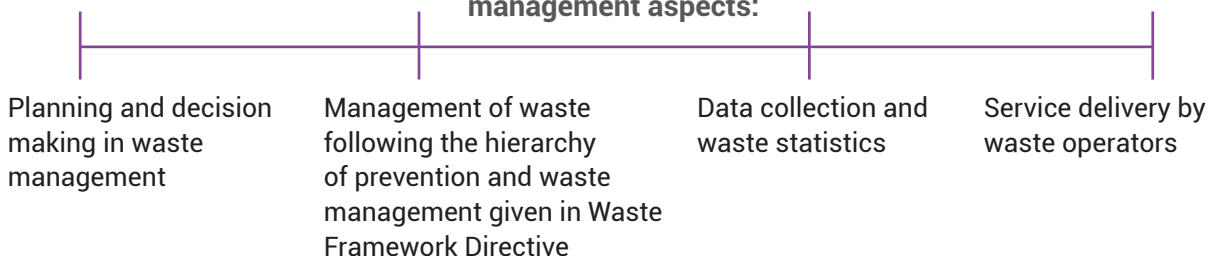 management aspects:
Planning and decision
making in waste
management
Management of waste
following the hierarchy
of prevention and waste
management given in Waste
Framework Directive
Data collection and
waste statistics
Service delivery by
waste operators